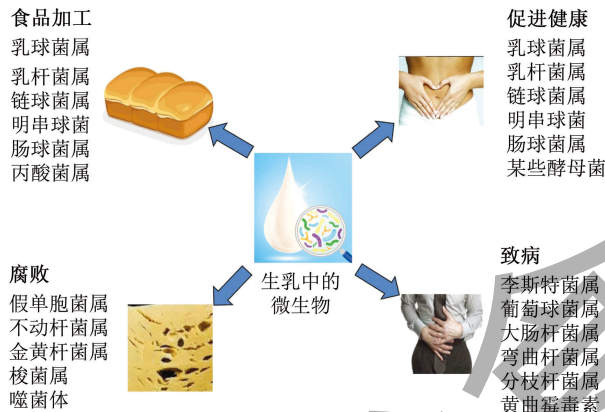 食品加工
乳球菌属
乳杆菌属
链球菌属
明串球菌
肠球菌属
丙酸菌属
促进健康
乳球菌属
乳杆菌属
链球菌属
明串球菌
肠球菌属
某些酵母菌
生乳中的
微生物
腐败
假单胞菌属
不动杆菌属
金黄杆菌属
梭菌属
噬菌体
致病
李斯特菌属
葡萄球菌属
大肠杆菌属
弯曲杆菌属
分枝杆菌属
黄曲霉毒素